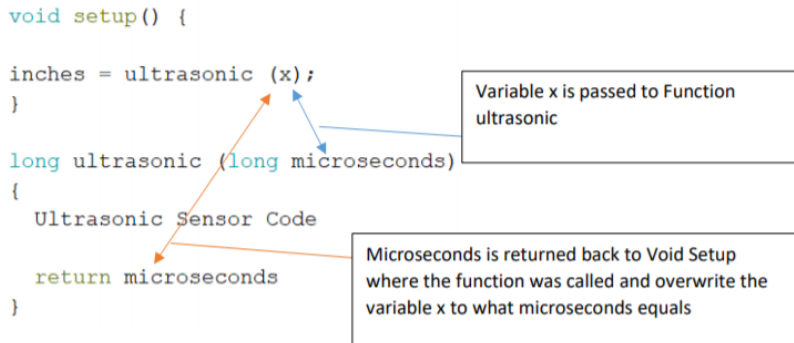 void setup() {
inches = ultrasonic (x);
}
Variable x is passed to Function
ultrasonic
long ultrasonic (long microseconds)
{
Ultrasonic Sensor Code
return microseconds
}
Microseconds is returned back to Void Setup
where the function was called and overwrite the
variable x to what microseconds equals